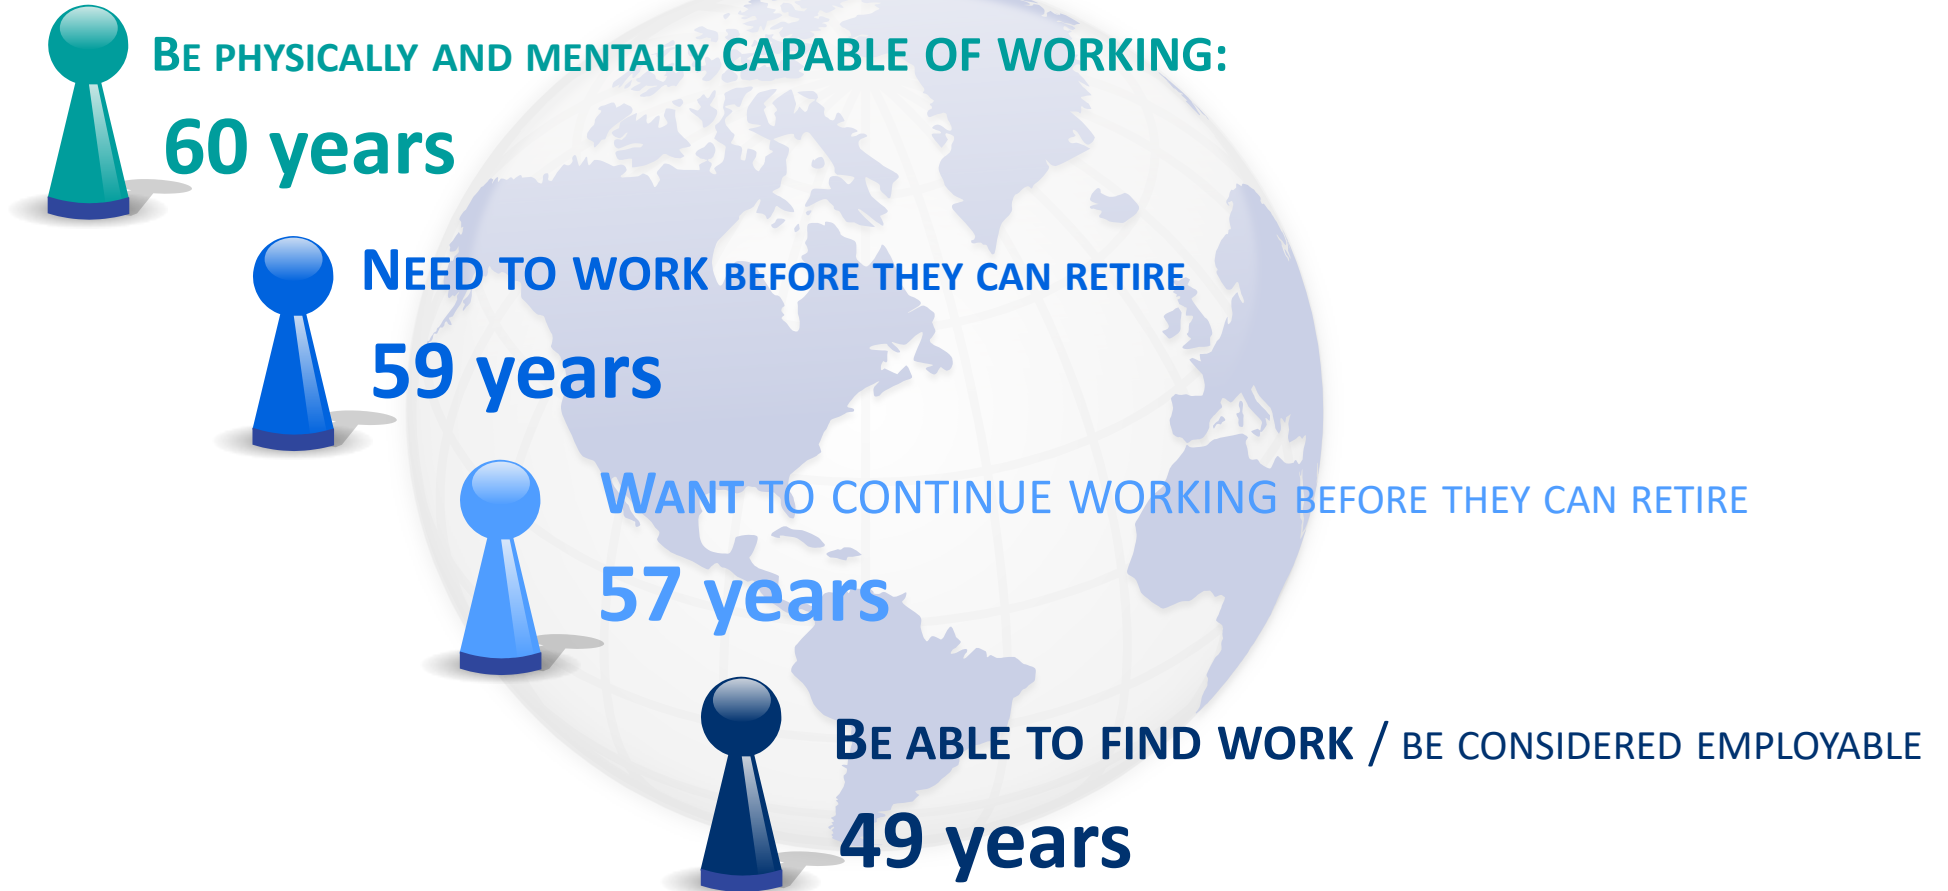 BE PHYSICALLY AND MENTALLY CAPABLE OF WORKING:
60 years
NEED TO WORK BEFORE THEY CAN RETIRE
59 years
WANT TO CONTINUE WORKING BEFORE THEY CAN RETIRE
57 years
BE ABLE TO FIND WORK / BE CONSIDERED EMPLOYABLE
49 years